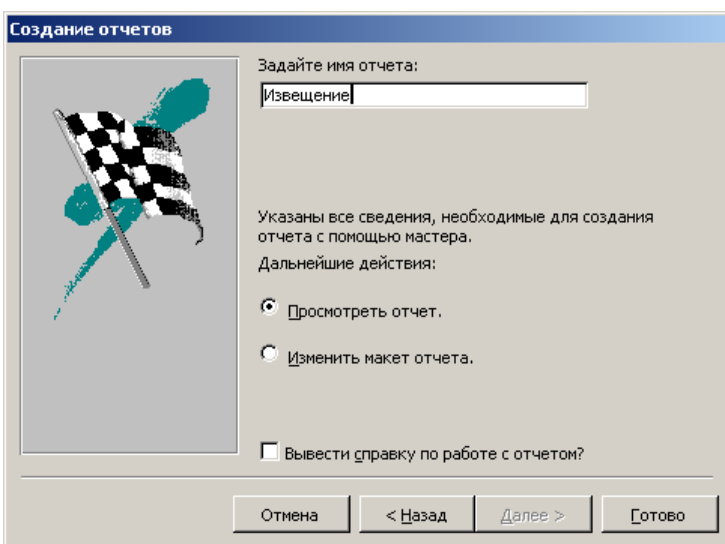 Создание отчетов
Задайте имя отчета:
Извещение
Указаны все сведения, необходимые для создания
отчета с помощью мастера.
Дальнейшие действия:
Просмотреть отчет.
Изменить макет отчета.
Вывести справку по работе с отчетом?
Отмена
< Назад
Далее >
Готово